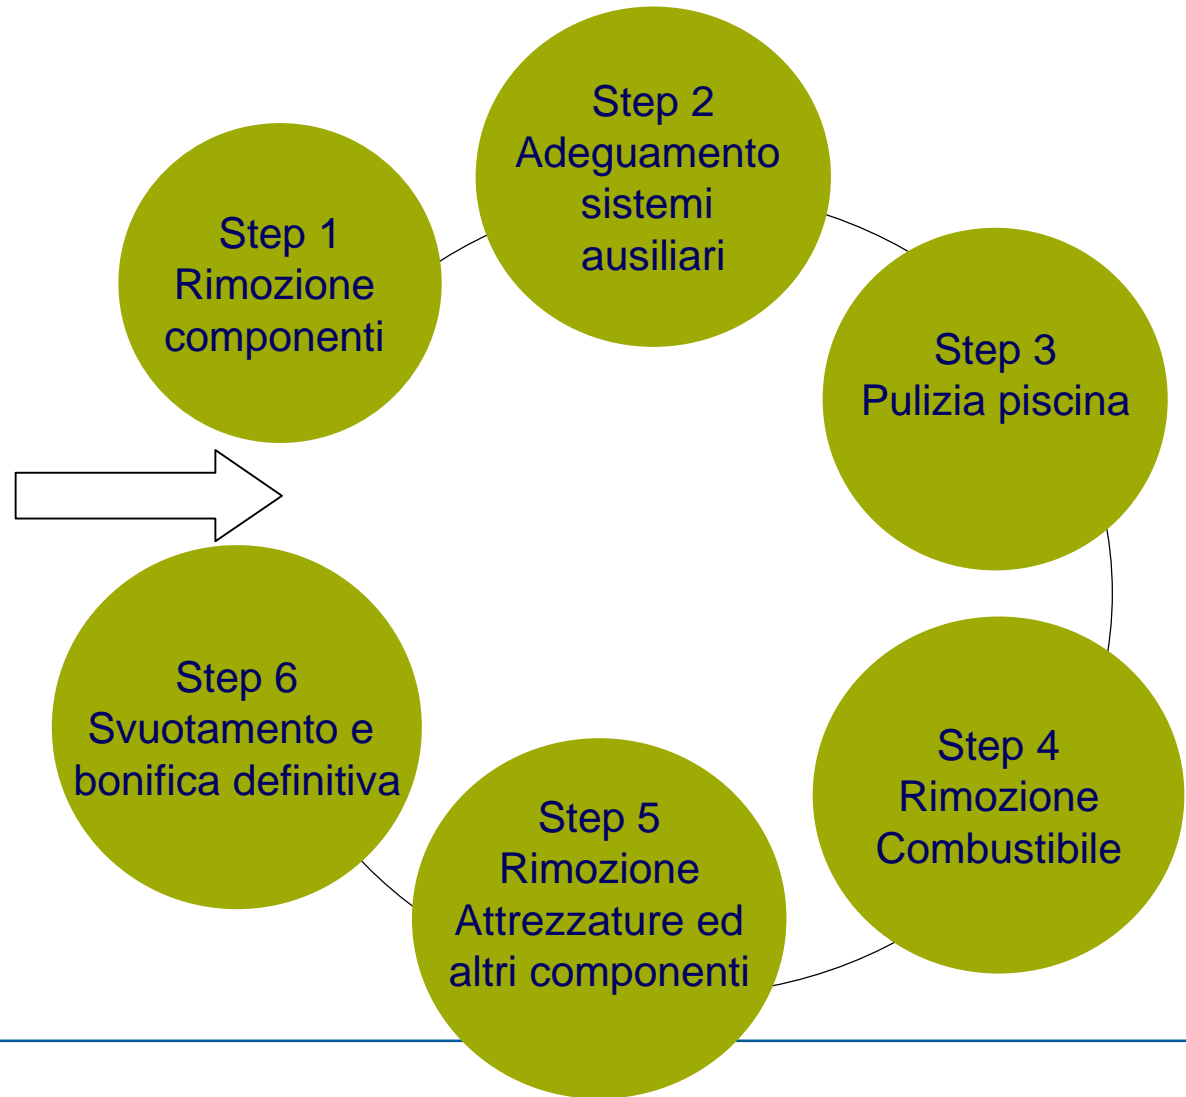 Step 1
Rimozione
componenti
Step 2
Adeguamento
sistemi
ausiliari
Step 3
Pulizia piscina
Step 4
Rimozione
Combustibile
Step 5
Rimozione
Attrezzature ed
altri componenti
Step 6
Svuotamento e
bonifica definitiva